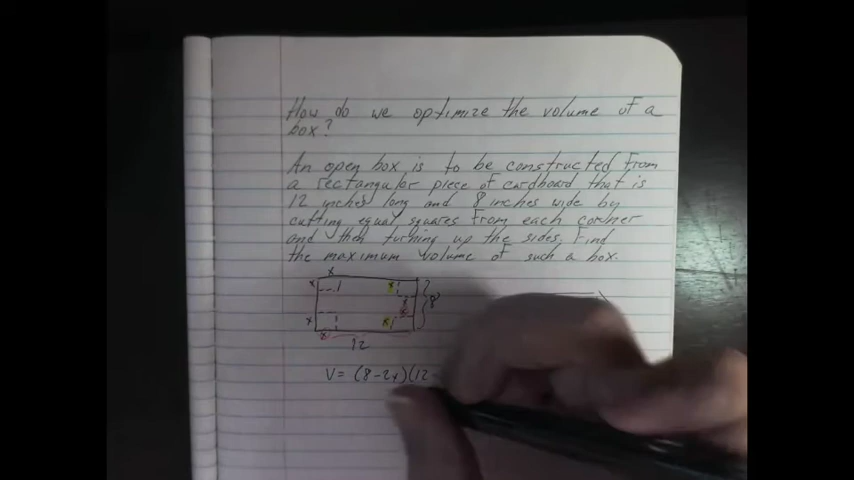 How do we optimize the volume of a
box?
An open box is to be constructed from
a rectangular piece of cardboard that is
12 inches long and 8 inches wide by
cutting equal squares from each corner
and then turning up the sides. Find
the maximum volume of such a box.
x
x x
8
x x
x
12
V = (8-2x)(12-